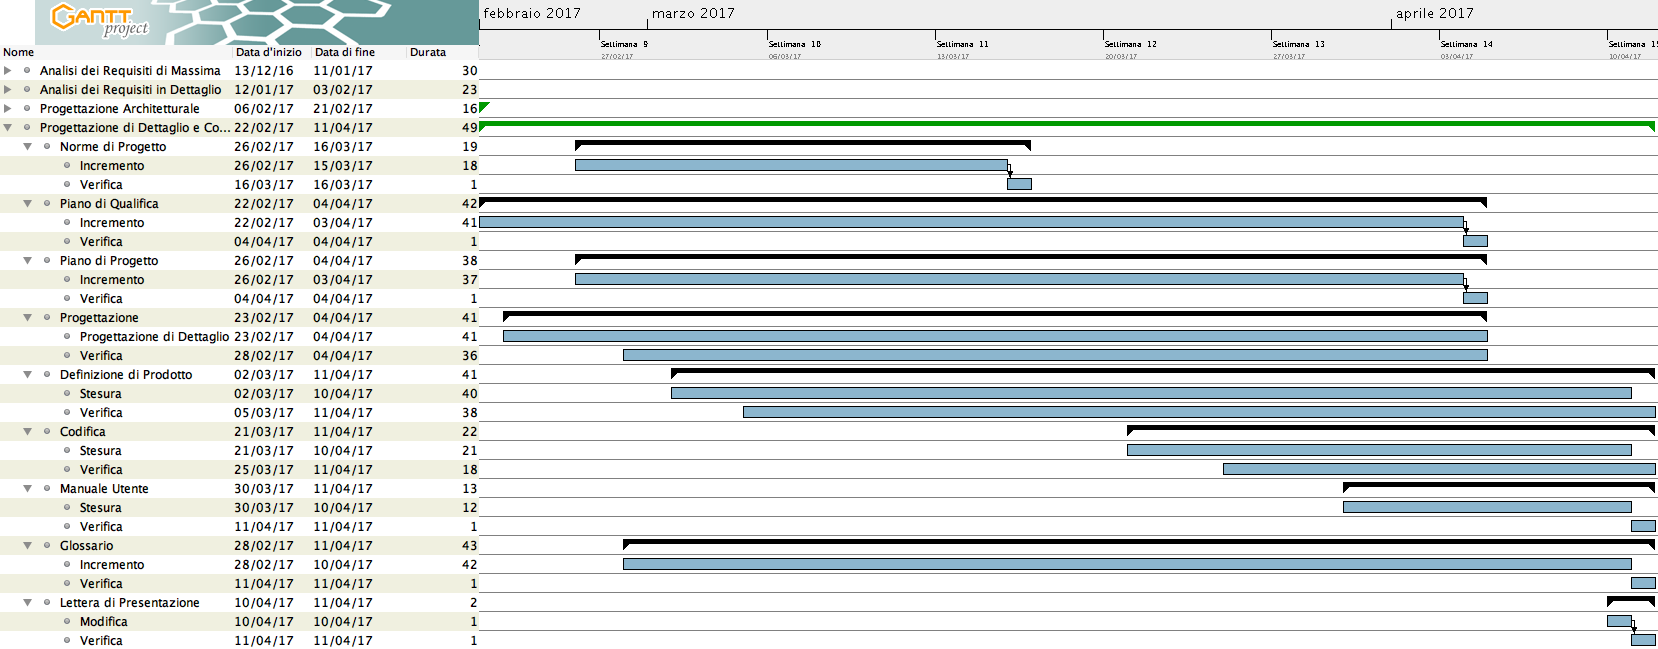 GANTT
project
febbraio 2017 marzo 2017 aprile 2017
Settimana 9 Settimana 10 Settimana 11 Settimana 12 Settimana 13 Settimana 14 Settimana 15
Nome Data d'inizio Data di fine Durata 27/02/17 06/03/17 13/03/17 20/03/17 27/03/17 03/04/17 10/04/17
Analisi dei Requisiti di Massima 13/12/16 11/01/17 30
Analisi dei Requisiti in Dettaglio 12/01/17 03/02/17 23
Progettazione Architetturale 06/02/17 21/02/17 16
Progettazione di Dettaglio e Co... 22/02/17 11/04/17 49
Norme di Progetto 26/02/17 16/03/17 19
Incremento 26/02/17 15/03/17 18
Verifica 16/03/17 16/03/17 1
Piano di Qualifica 22/02/17 04/04/17 42
Incremento 22/02/17 03/04/17 41
Verifica 04/04/17 04/04/17 1
Piano di Progetto 26/02/17 04/04/17 38
Incremento 26/02/17 03/04/17 37
Verifica 04/04/17 04/04/17 1
Progettazione 23/02/17 04/04/17 41
Progettazione di Dettaglio 23/02/17 04/04/17 41
Verifica 28/02/17 04/04/17 36
Definizione di Prodotto 02/03/17 11/04/17 41
Stesura 02/03/17 10/04/17 40
Verifica 05/03/17 11/04/17 38
Codifica 21/03/17 11/04/17 22
Stesura 21/03/17 10/04/17 21
Verifica 25/03/17 11/04/17 18
Manuale Utente 30/03/17 11/04/17 13
Stesura 30/03/17 10/04/17 12
Verifica 11/04/17 11/04/17 1
Glossario 28/02/17 11/04/17 43
Incremento 28/02/17 10/04/17 42
Verifica 11/04/17 11/04/17 1
Lettera di Presentazione 10/04/17 11/04/17 2
Modifica 10/04/17 10/04/17 1
Verifica 11/04/17 11/04/17 1